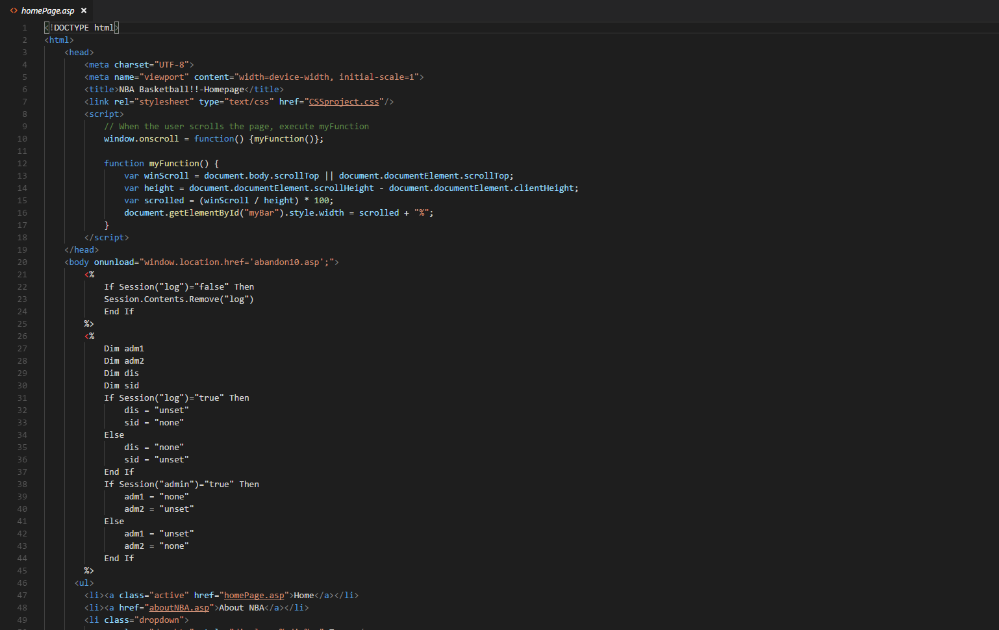 homePage.asp ×
1 <!DOCTYPE html>
2 <html>
3 <head>
4 <meta charset="UTF-8">
5 <meta name="viewport" content="width=device-width, initial-scale=1">
6 <title>NBA Basketball!!-Homepage</title>
7 <link rel="stylesheet" type="text/css" href="CSSproject.css"/>
8 <script>
9 // When the user scrolls the page, execute myFunction
10 window.onscroll = function() {myFunction()};
11
12 function myFunction() {
13 var winScroll = document.body.scrollTop || document.documentElement.scrollTop;
14 var height = document.documentElement.scrollHeight - document.documentElement.clientHeight;
15 var scrolled = (winScroll / height) * 100;
16 document.getElementById("myBar").style.width = scrolled + "%";
17 }
18 </script>
19 </head>
20 <body onunload="window.location.href='abandon10.asp';">
21 <%
22 If Session("log")="false" Then
23 Session.Contents.Remove("log")
24 End If
25 %>
26 <%
27 Dim adm1
28 Dim adm2
29 Dim dis
30 Dim sid
31 If Session("log")="true" Then
32 dis = "unset"
33 sid = "none"
34 Else
35 dis = "none"
36 sid = "unset"
37 End If
38 If Session("admin")="true" Then
39 adm1 = "none"
40 adm2 = "unset"
41 Else
42 adm1 = "unset"
43 adm2 = "none"
44 End If
45 %>
46 <ul>
47 <li><a class="active" href="homePage.asp">Home</a></li>
48 <li><a href="aboutNBA.asp">About NBA</a></li>
49 <li class="dropdown">